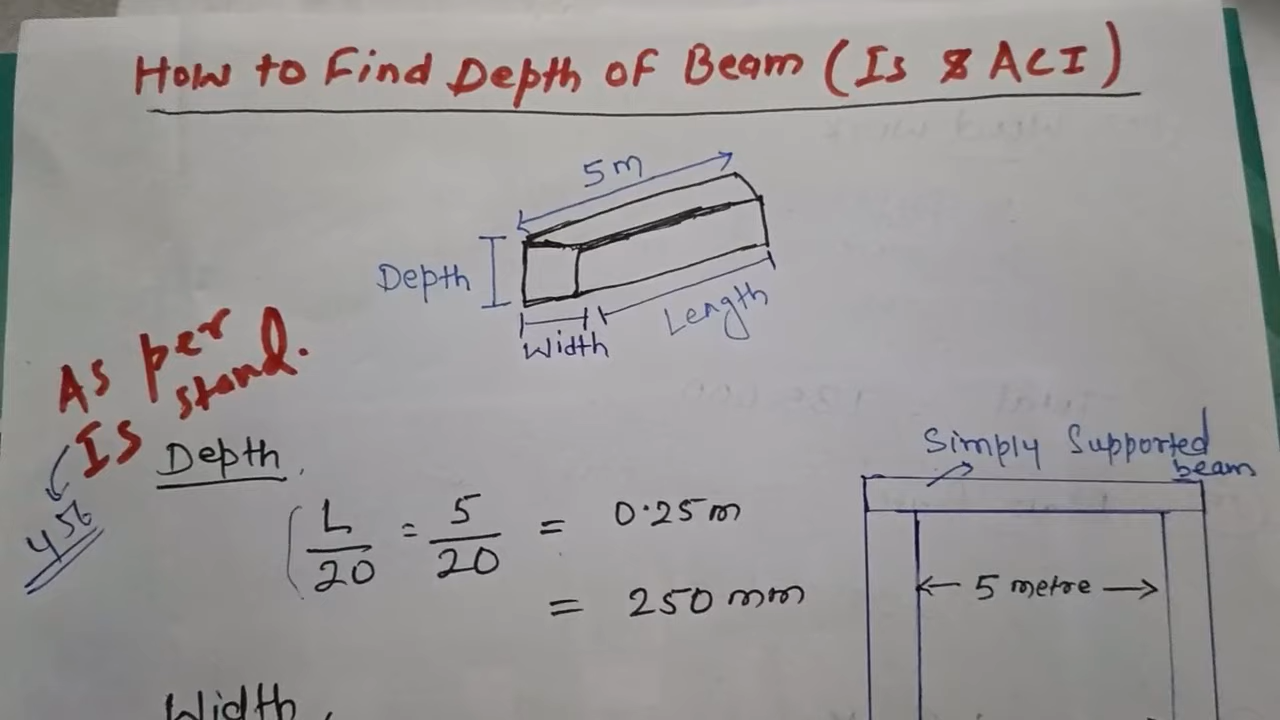 How to Find Depth of Beam (Is & ACI)
5m
Depth
Width
Length
As per
IS stand.
456
Depth,
L/20 = 5/20 = 0.25m
= 250mm
Simply Supported
beam
← 5 metre →
Width,